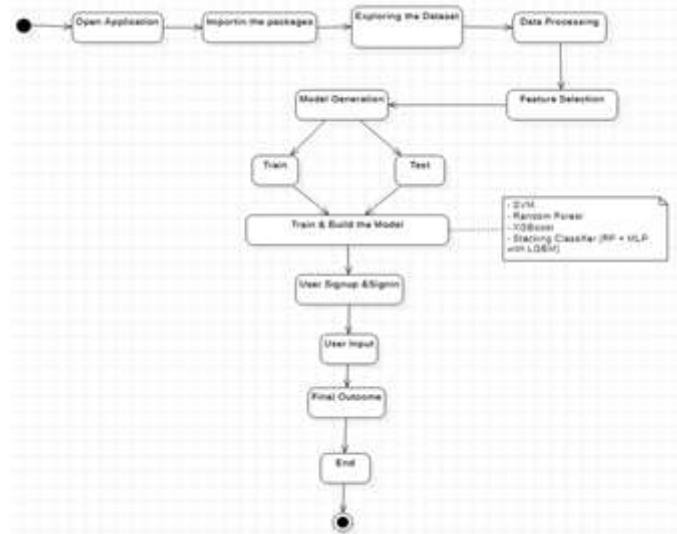 Open Application
Importin the packages
Exploring the Dataset
Data Processing
Feature Selection
Model Generation
Train
Test
Train & Build the Model
- SVM
- Random Forest
- XGBoost
- Stacking Classifier (RF + MLP
with LGBM)
User Signup &Signin
User Input
Final Outcome
End